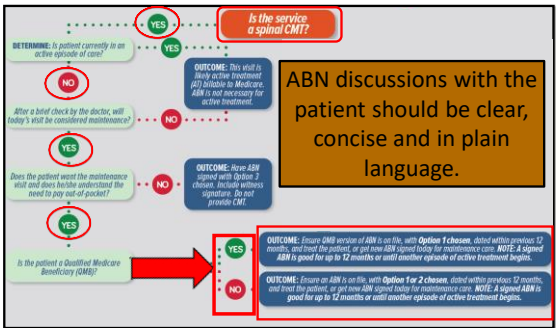 YES
Is the service
a spinal CMT?
DETERMINE: Is patient currently in an
active episode of care?
YES
NO
OUTCOME: This visit is
likely active treatment
(AT) billable to Medicare.
ABN is not necessary for
active treatment.
After a brief check by the doctor, will
today's visit be considered maintenance?
NO
YES
ABN discussions with the
patient should be clear,
concise and in plain
language.
Does the patient want the maintenance
visit and does he/she understand the
need to pay out-of-pocket?
NO
OUTCOME: Have ABN
signed with Option 3
chosen. Include witness
signature. Do not
provide CMT.
YES
Is the patient a Qualified Medicare
Beneficiary (QMB)?
YES
OUTCOME: Ensure QMB version of ABN is on file, with Option 1 chosen, dated within previous 12
months, and treat the patient, or get new ABN signed today for maintenance care. NOTE: A signed
ABN is good for up to 12 months or until another episode of active treatment begins.
NO
OUTCOME: Ensure an ABN is on file, with Option 1 or 2 chosen, dated within previous 12 months,
and treat the patient, or get new ABN signed today for maintenance care. NOTE: A signed ABN is
good for up to 12 months or until another episode of active treatment begins.